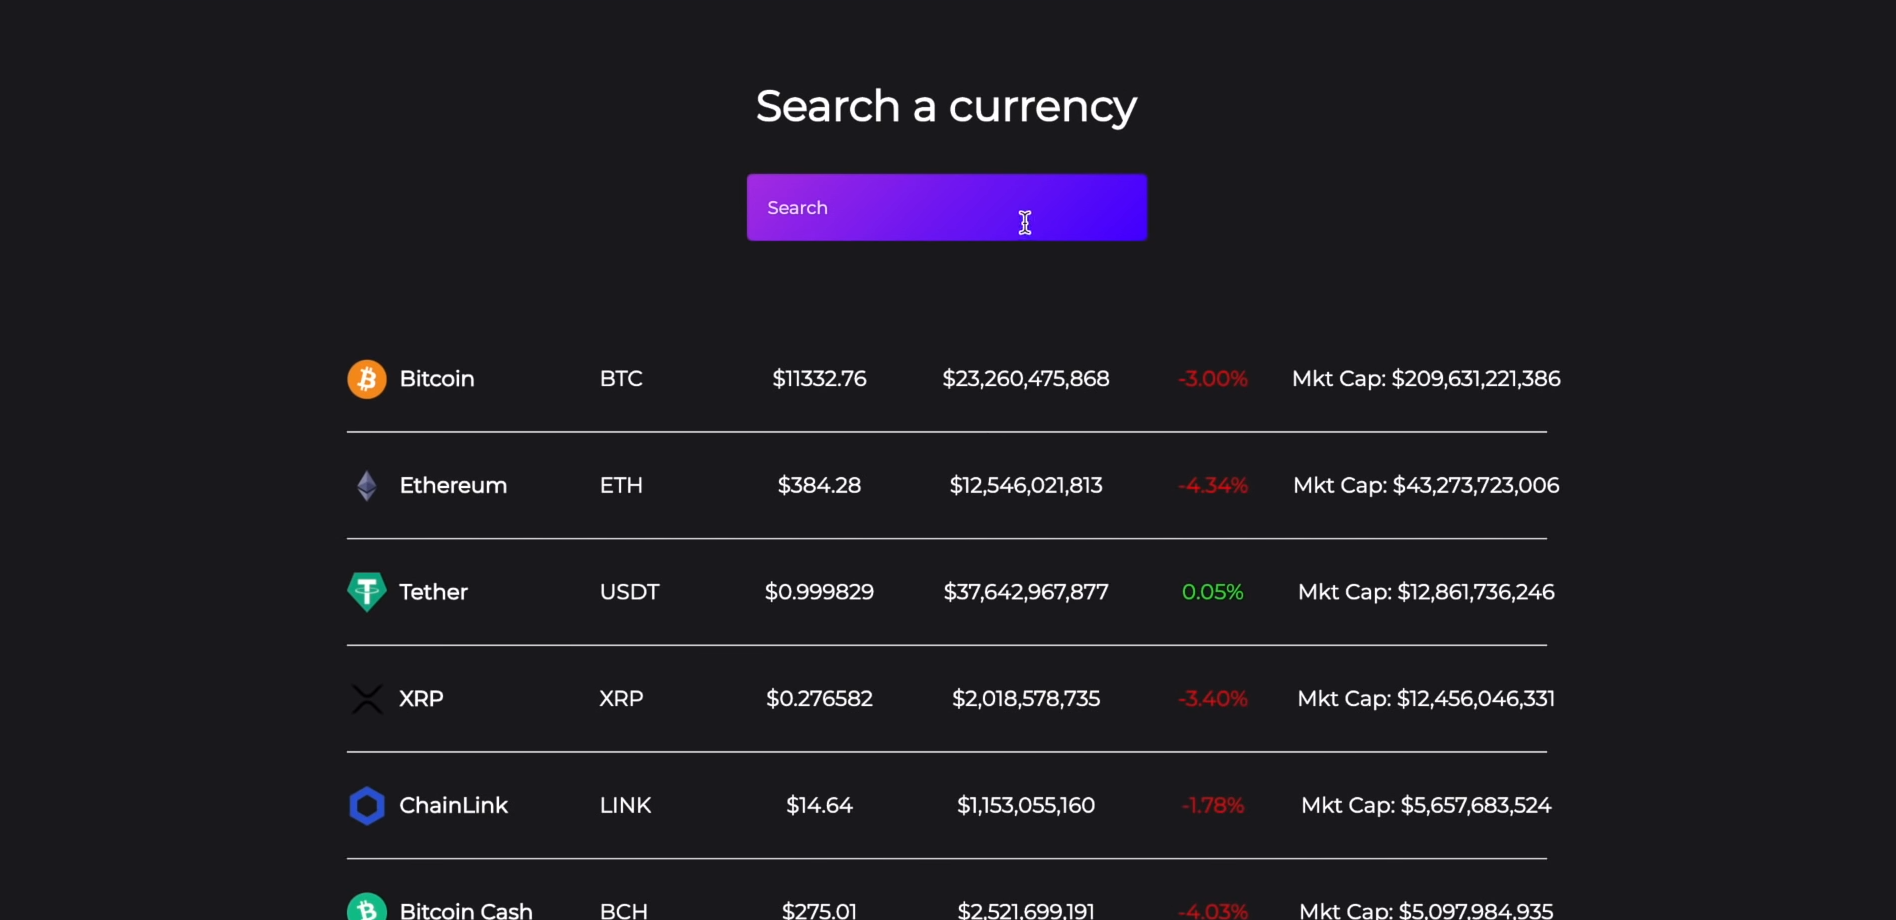 Search a currency
Search
Bitcoin BTC $11332.76 $23,260,475,868 -3.00% Mkt Cap: $209,631,221,386
Ethereum ETH $384.28 $12,546,021,813 -4.34% Mkt Cap: $43,273,723,006
Tether USDT $0.999829 $37,642,967,877 0.05% Mkt Cap: $12,861,736,246
XRP XRP $0.276582 $2,018,578,735 -3.40% Mkt Cap: $12,456,046,331
ChainLink LINK $14.64 $1,153,055,160 -1.78% Mkt Cap: $5,657,683,524
Bitcoin Cash BCH $275.01 $2,521,699,191 -4.03% Mkt Cap: $5,097,984,935